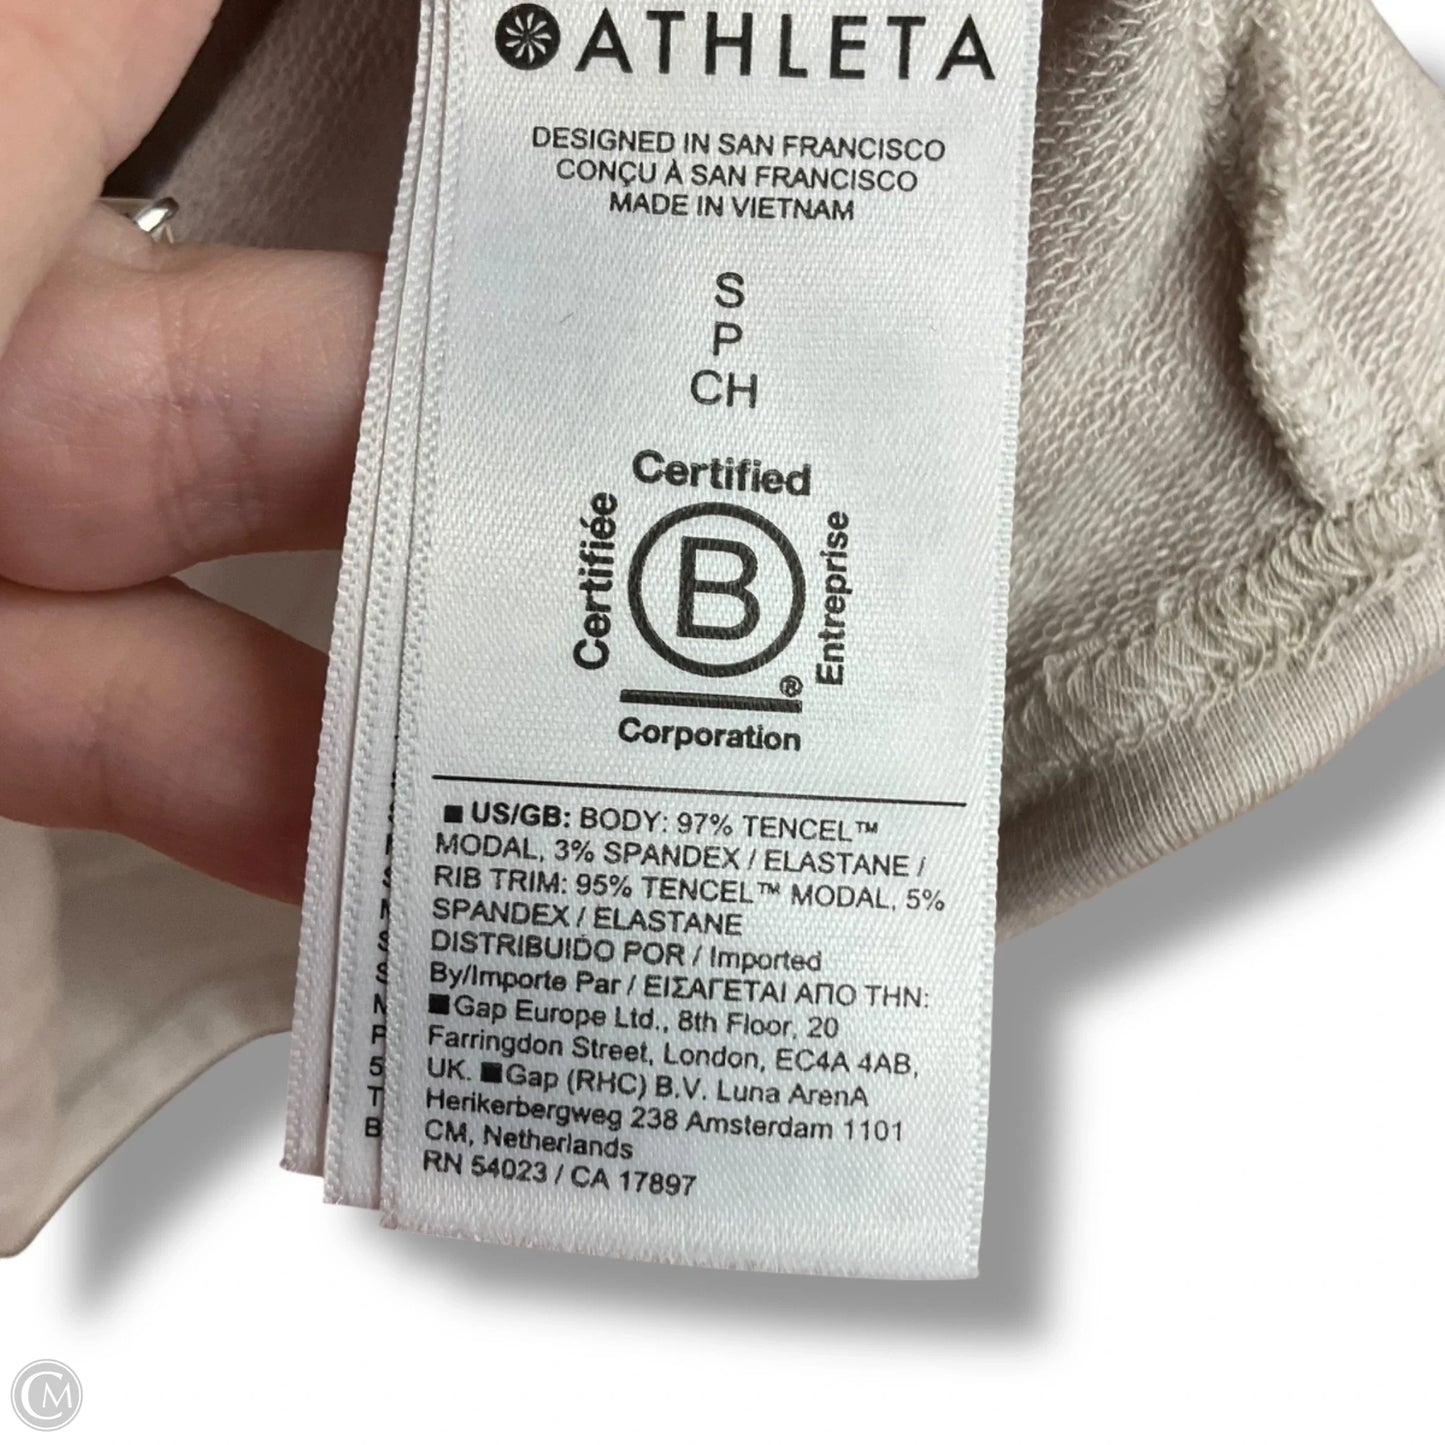 ATHLETA
DESIGNED IN SAN FRANCISCO
CONÇU À SAN FRANCISCO
MADE IN VIETNAM
S
P
CH
Certified
Certifiée
B
Entreprise
®
Corporation
■ US/GB: BODY: 97% TENCEL™
MODAL, 3% SPANDEX / ELASTANE /
RIB TRIM: 95% TENCEL™ MODAL, 5%
SPANDEX / ELASTANE
DISTRIBUIDO POR / Imported
By/Importe Par / ΕΙΣΑΓΕΤΑΙ ΑΠΟ ΤΗΝ:
■Gap Europe Ltd., 8th Floor, 20
Farringdon Street, London, EC4A 4AB,
UK. ■Gap (RHC) B.V. Luna ArenA
Herikerbergweg 238 Amsterdam 1101
CM, Netherlands
RN 54023 / CA 17897
CM